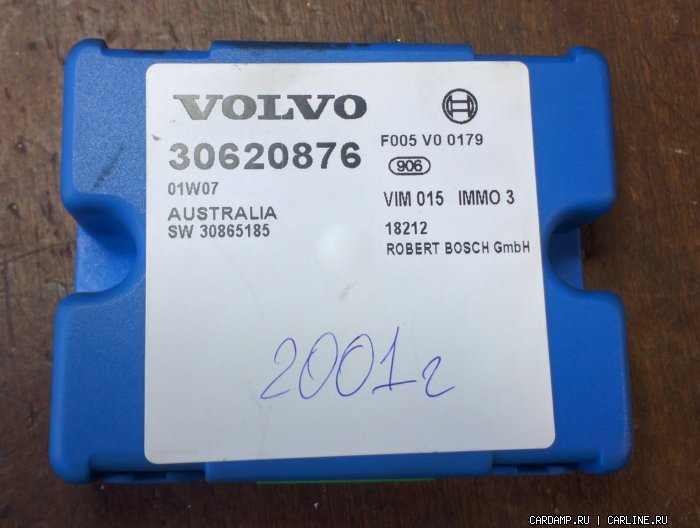 VOLVO
30620876
01W07
AUSTRALIA
SW 30865185
F005 V0 0179
906
VIM 015 IMMO 3
18212
ROBERT BOSCH GmbH
2001г
CARDAMP.RU | CARLINE.RU